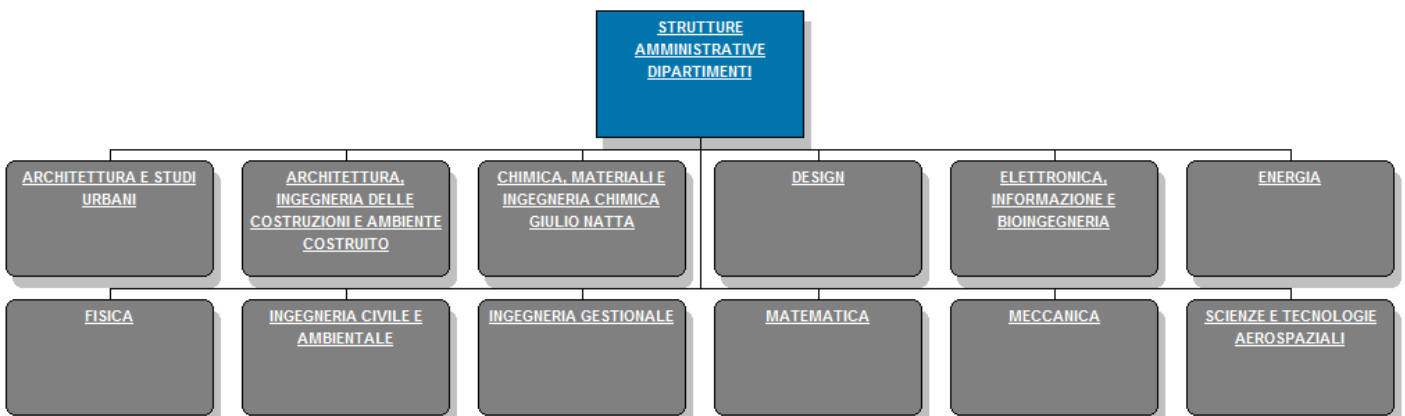 STRUTTURE
AMMINISTRATIVE
DIPARTIMENTI
ARCHITETTURA E STUDI
URBANI
ARCHITETTURA,
INGEGNERIA DELLE
COSTRUZIONI E AMBIENTE
COSTRUITO
CHIMICA, MATERIALI E
INGEGNERIA CHIMICA
GIULIO NATTA
DESIGN
ELETTRONICA,
INFORMAZIONE E
BIOINGEGNERIA
ENERGIA
FISICA
INGEGNERIA CIVILE E
AMBIENTALE
INGEGNERIA GESTIONALE
MATEMATICA
MECCANICA
SCIENZE E TECNOLOGIE
AEROSPAZIALI